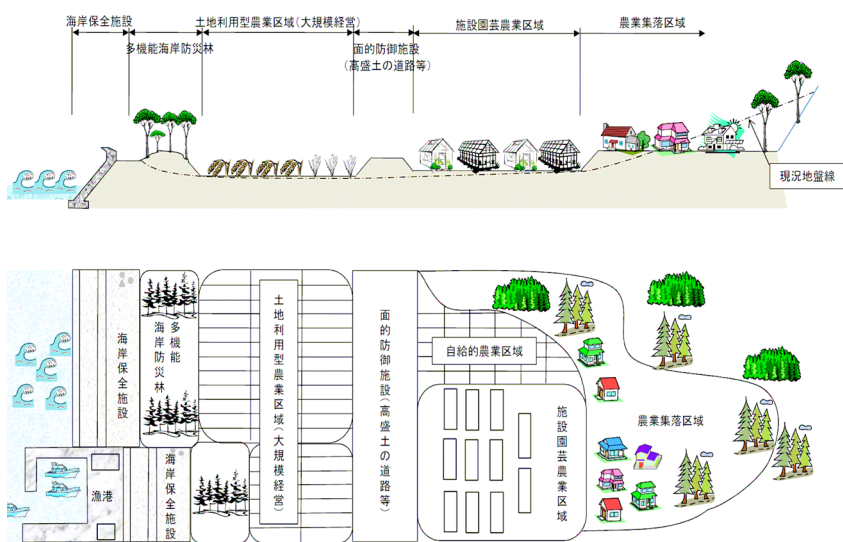 海岸保全施設
土地利用型農業区域(大規模経営)
施設園芸農業区域
農業集落区域
多機能海岸防災林
面的防御施設
(高盛土の道路等)
現況地盤線
海岸保全施設
多機能
海岸防災林
土地利用型農業区域(大規模経営)
面的防御施設(高盛土の道路等)
自給的農業区域
施設園芸農業区域
農業集落区域
漁港
海岸保全施設